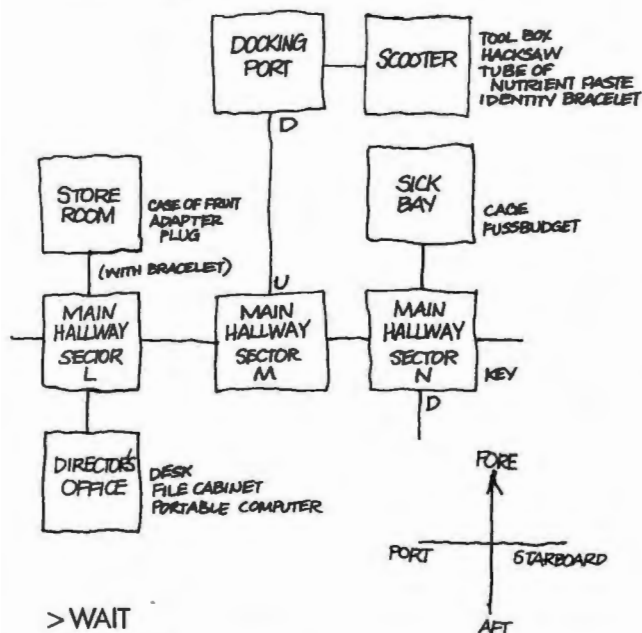 DOCKING
PORT
SCOOTER
TOOL BOX
HACKSAW
TUBE OF
NUTRIENT PASTE
IDENTITY BRACELET
D
STORE
ROOM
CASE OF FRUIT
ADAPTER
PLUG
(WITH BRACELET)
SICK
BAY
CAGE
FUSSBUDGET
U
MAIN
HALLWAY
SECTOR
L
MAIN
HALLWAY
SECTOR
M
MAIN
HALLWAY
SECTOR
N
KEY
D
DIRECTOR'S
OFFICE
DESK
FILE CABINET
PORTABLE COMPUTER
FORE
PORT
STARBOARD
AFT
>WAIT